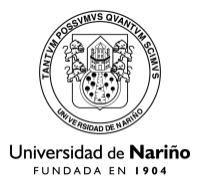 TANTVM POSSVMVS QVANTVM SCIMVS
UNIVERSIDAD DE NARIÑO
Universidad de Nariño
FUNDADA EN 1904